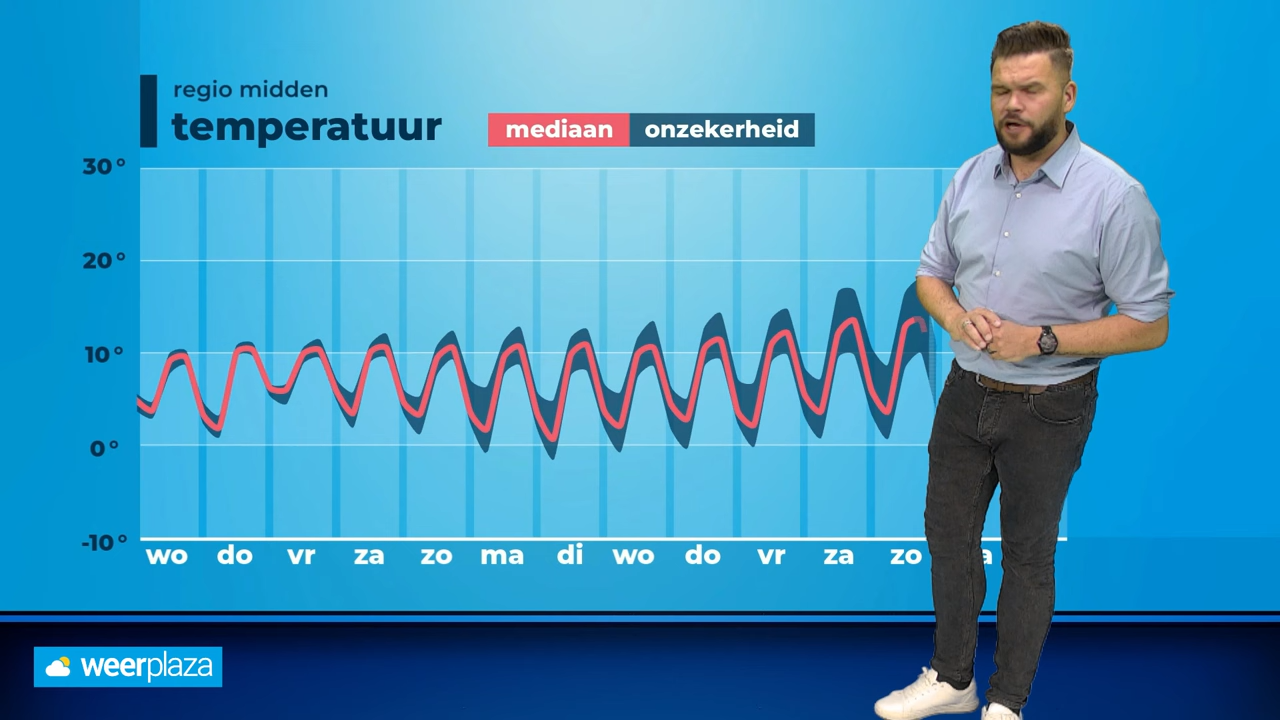 regio midden
temperatuur
mediaan onzekerheid
30°
20°
10°
0°
-10°
wo do vr za zo ma di wo do vr za zo a
weerplaza